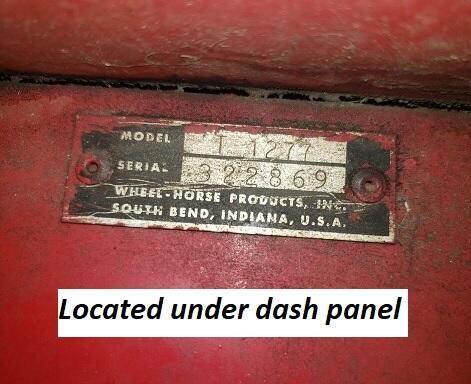 MODEL 1 1277
SERIAL 322869
WHEEL-HORSE PRODUCTS, INC.
SOUTH BEND, INDIANA, U.S.A.
Located under dash panel